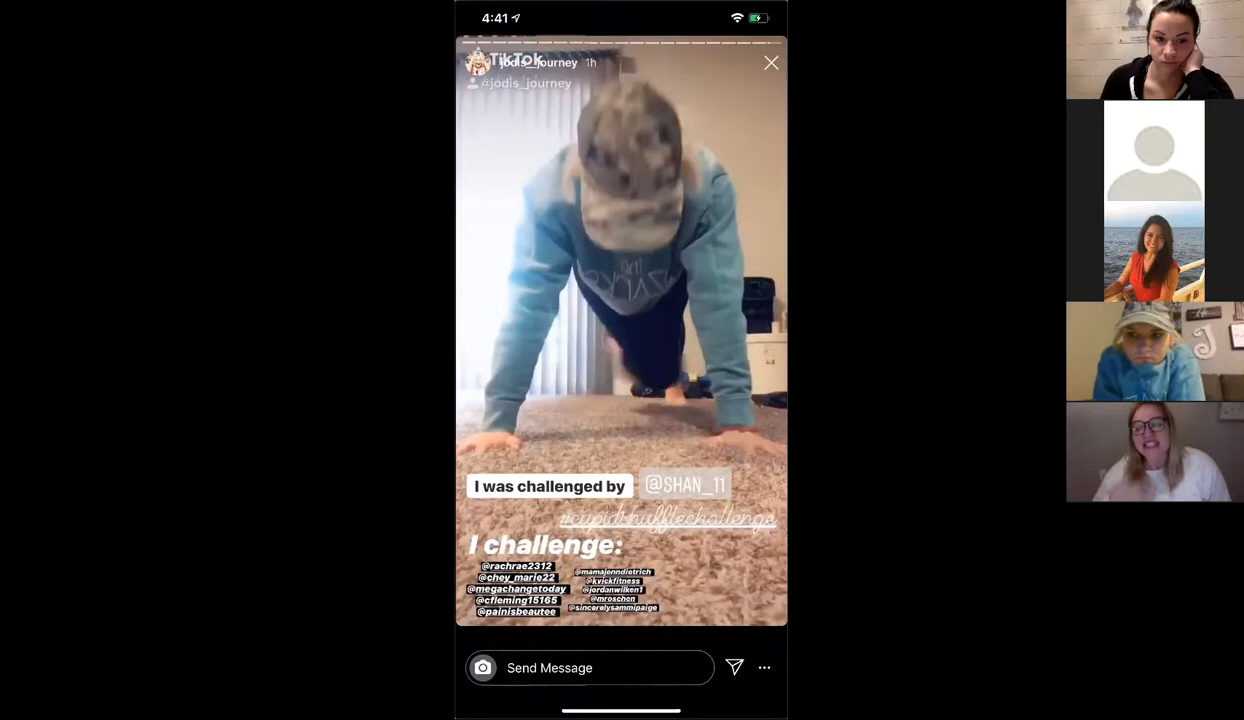 4:41
TikTok
jodis_journey 1h
@jodis_journey
I was challenged by @SHAN_11
#cupidshufflechallenge
I challenge:
@rachrae2312
@chey_marie22
@megachangetoday
@cfleming15165
@painisbeautee
@mamajenndietrich
@kvickfitness
@jordanwilken1
@mroschen
@sincerelysammipaige
Send Message
J